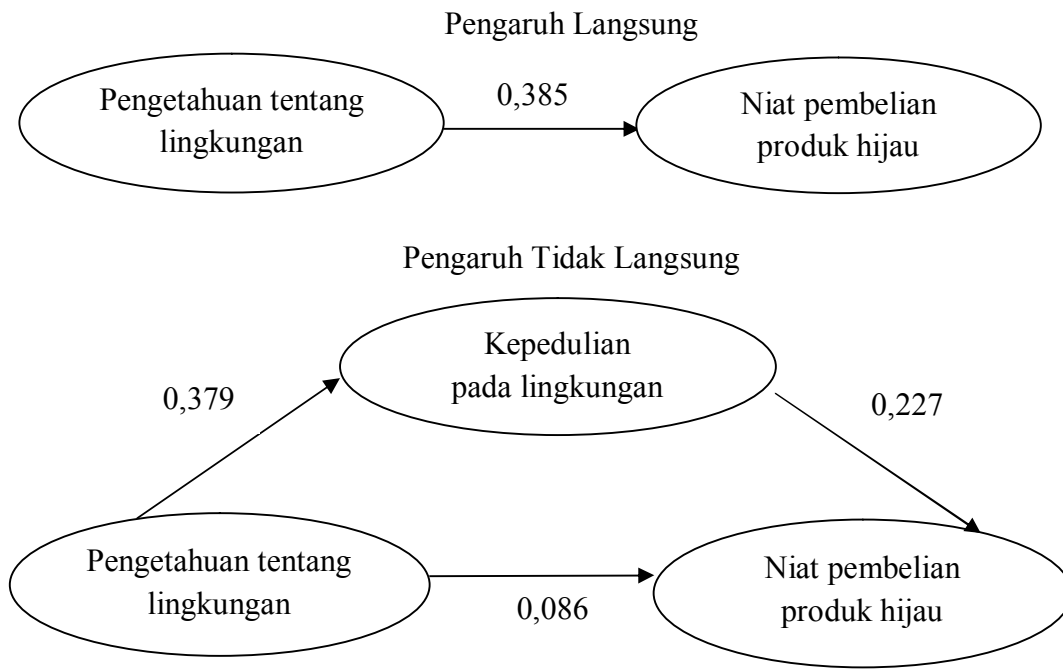 Pengaruh Langsung
Pengetahuan tentang
lingkungan
0,385
Niat pembelian
produk hijau
Pengaruh Tidak Langsung
Kepedulian
pada lingkungan
0,379
0,227
Pengetahuan tentang
lingkungan
0,086
Niat pembelian
produk hijau